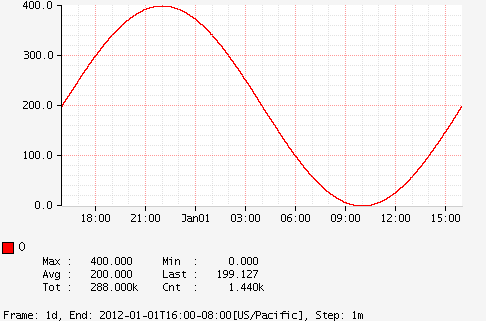 400.0
300.0
200.0
100.0
0.0
18:00 21:00 Jan01 03:00 06:00 09:00 12:00 15:00
0
Max : 400.000 Min : 0.000
Avg : 200.000 Last : 199.127
Tot : 288.000k Cnt : 1.440k
Frame: 1d, End: 2012-01-01T16:00-08:00[US/Pacific], Step: 1m